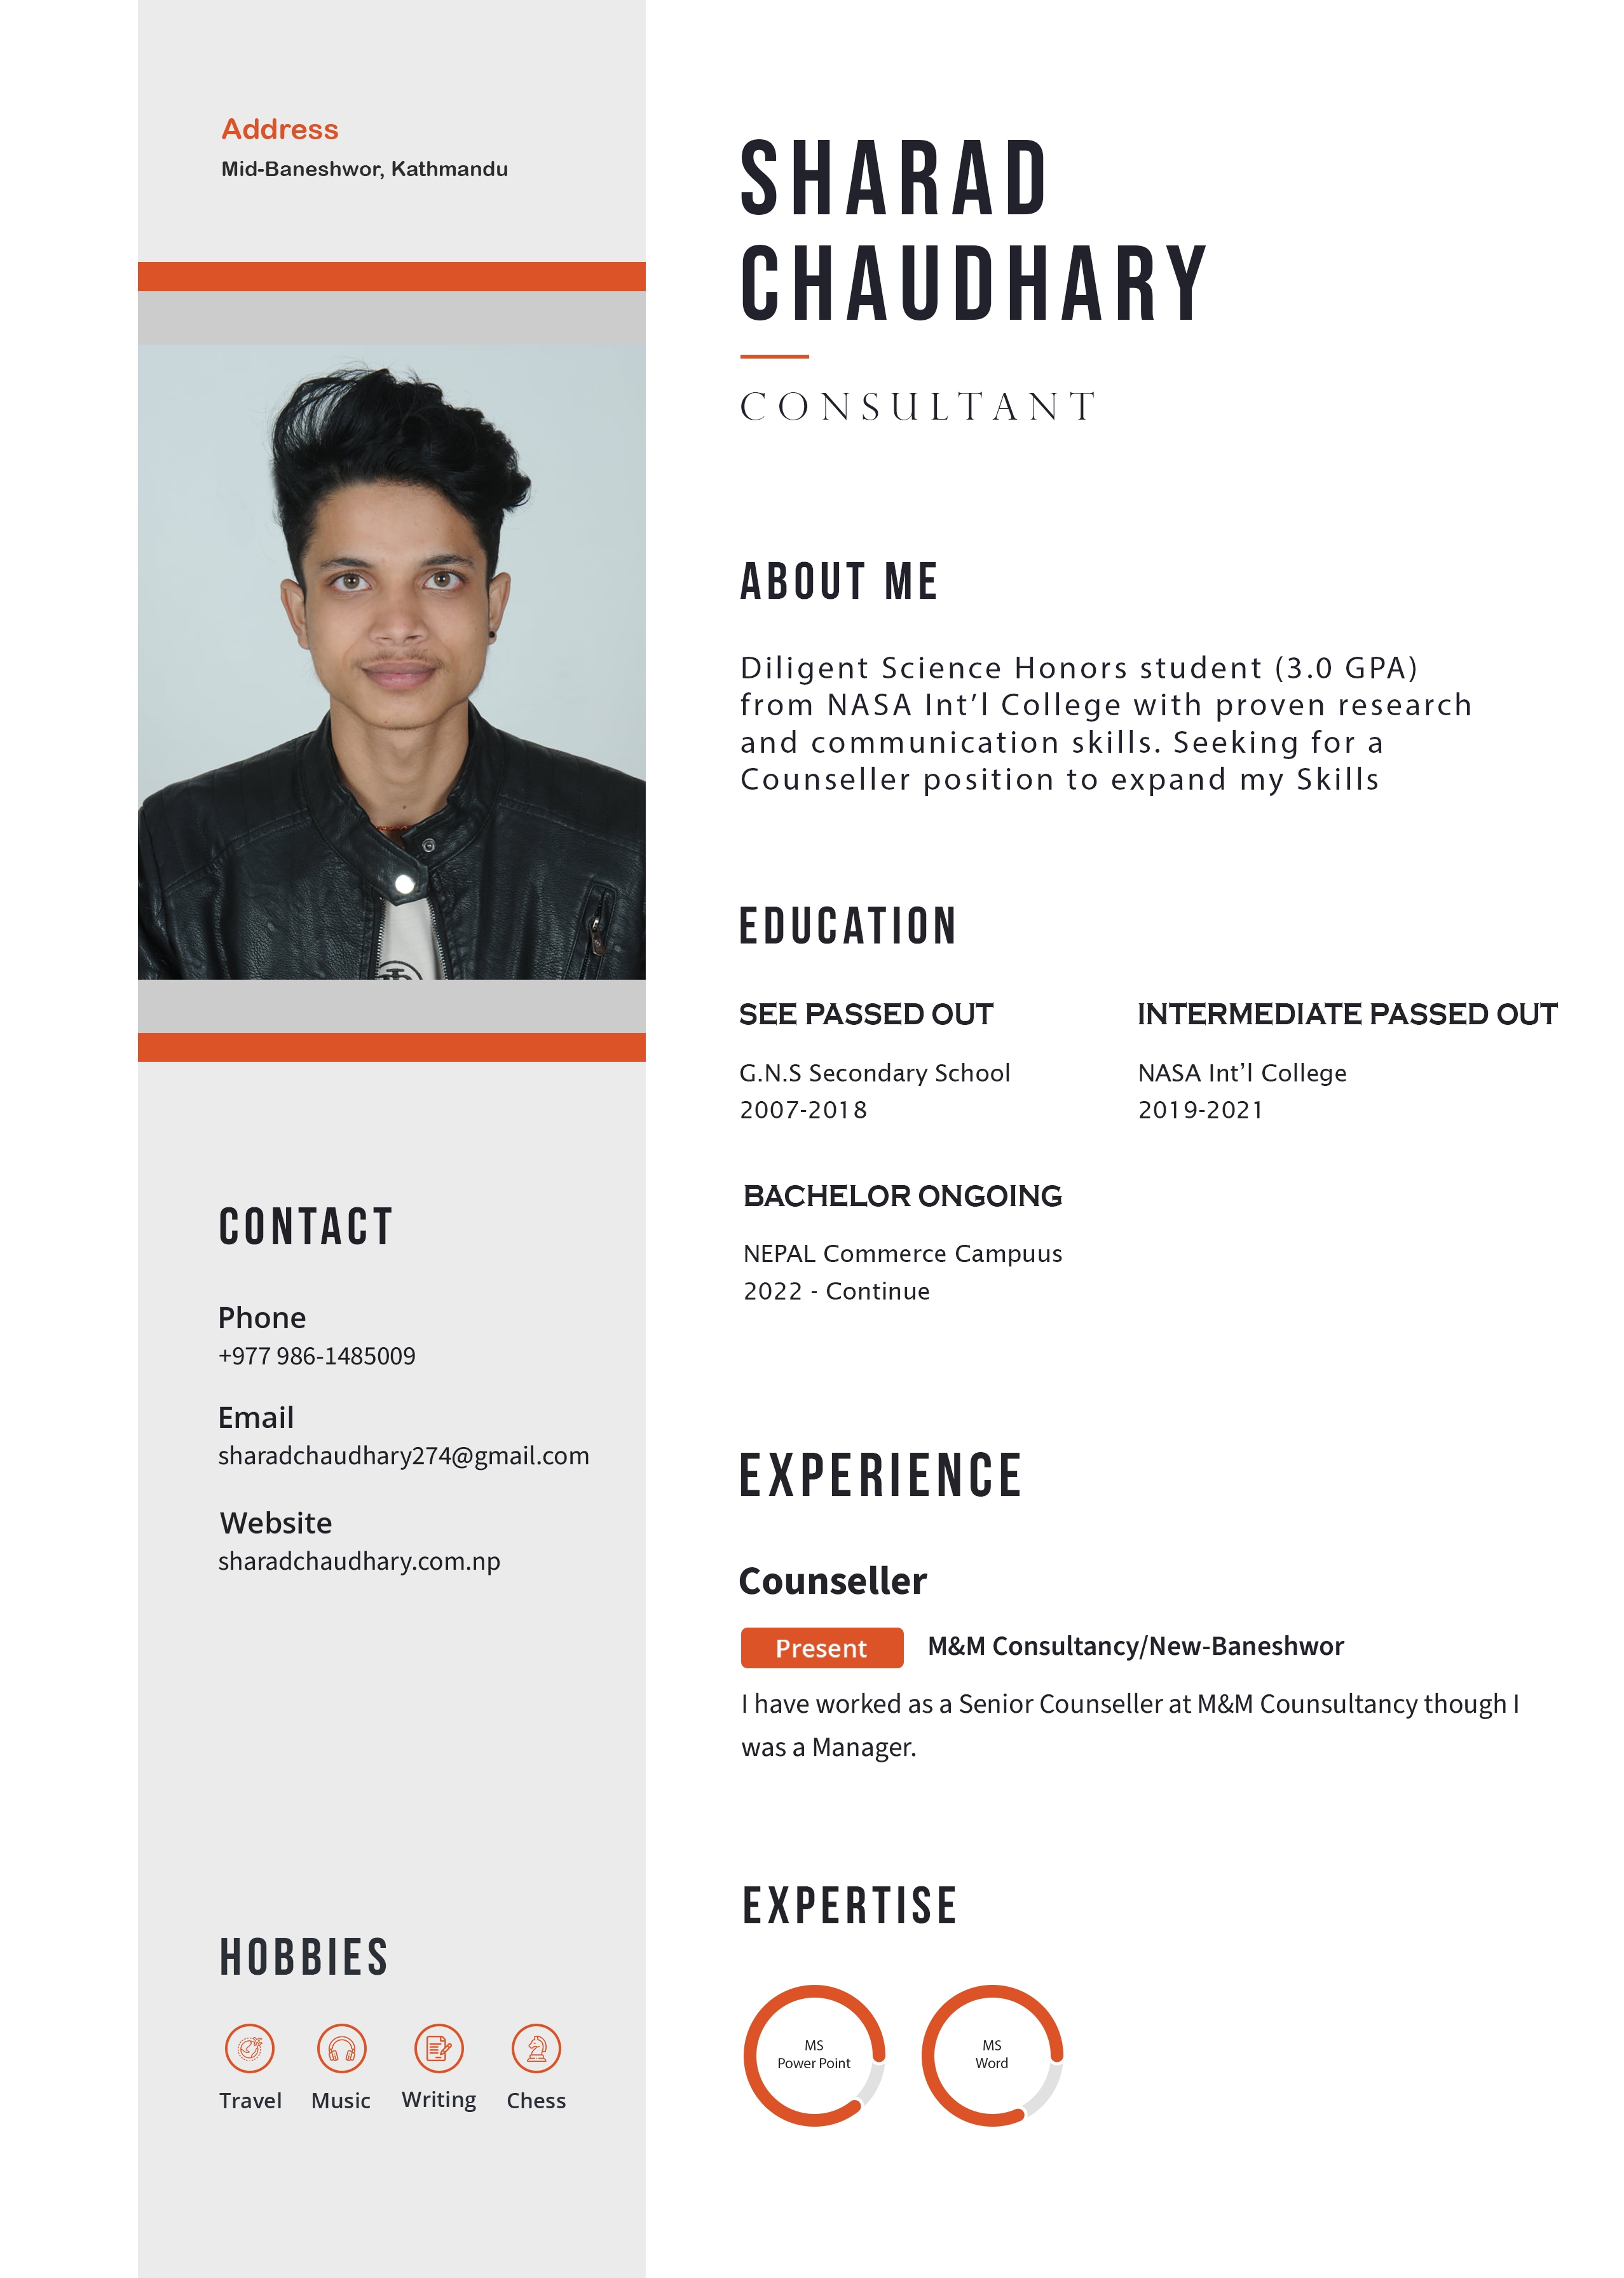 Address
Mid-Baneshwor, Kathmandu
CONTACT
Phone
+977 986-1485009
Email
sharadchaudhary274@gmail.com
Website
sharadchaudhary.com.np
HOBBIES
Travel Music Writing Chess
SHARAD
CHAUDHARY
CONSULTANT
ABOUT ME
Diligent Science Honors student (3.0 GPA)
from NASA Int’l College with proven research
and communication skills. Seeking for a
Counseller position to expand my Skills
EDUCATION
SEE PASSED OUT
G.N.S Secondary School
2007-2018
INTERMEDIATE PASSED OUT
NASA Int’l College
2019-2021
BACHELOR ONGOING
NEPAL Commerce Campuus
2022 - Continue
EXPERIENCE
Counseller
Present M&M Consultancy/New-Baneshwor
I have worked as a Senior Counseller at M&M Counsultancy though I
was a Manager.
EXPERTISE
MS
Power Point
MS
Word